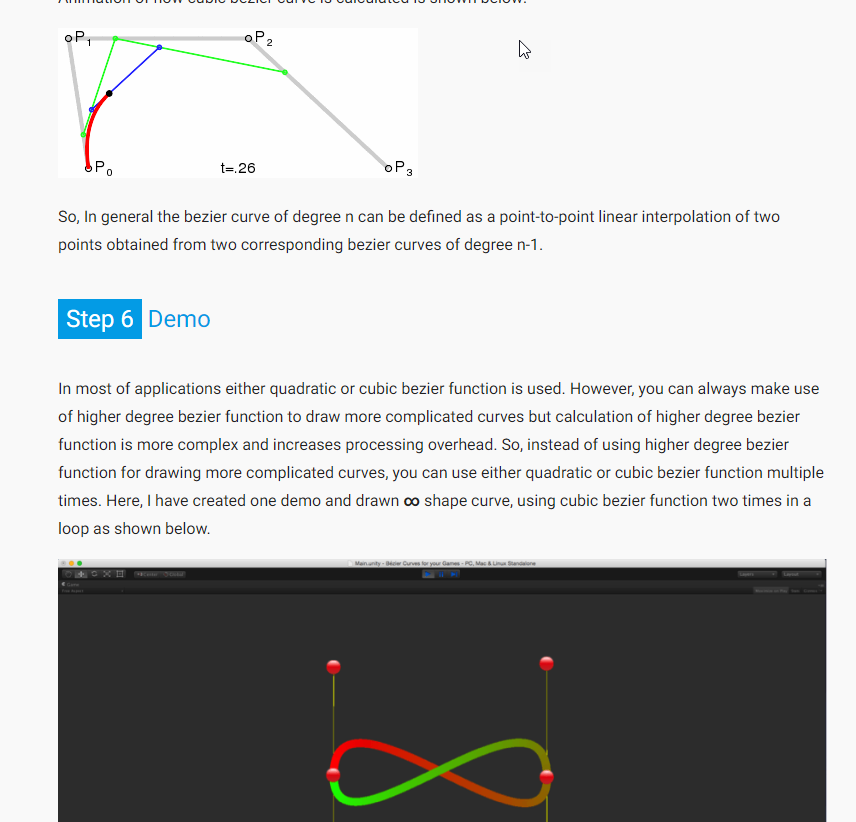 Animation of how cubic bezier curve is calculated is shown below.
P1 P2
t=.26
P0 P3
So, In general the bezier curve of degree n can be defined as a point-to-point linear interpolation of two
points obtained from two corresponding bezier curves of degree n-1.
Step 6 Demo
In most of applications either quadratic or cubic bezier function is used. However, you can always make use
of higher degree bezier function to draw more complicated curves but calculation of higher degree bezier
function is more complex and increases processing overhead. So, instead of using higher degree bezier
function for drawing more complicated curves, you can use either quadratic or cubic bezier function multiple
times. Here, I have created one demo and drawn ∞ shape curve, using cubic bezier function two times in a
loop as shown below.
Main.unity - Bézier Curves for your Games - PC, Mac & Linux Standalone
Layers Layout